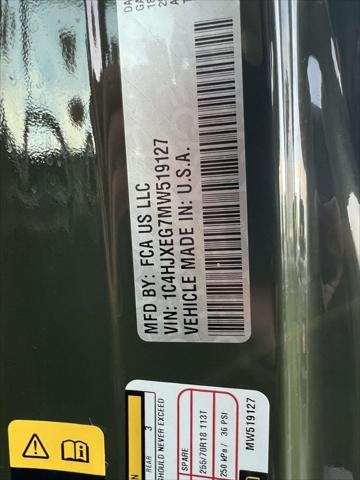 MFD BY: FCA US LLC
VIN: 1C4HJXEG7MW519127
VEHICLE MADE IN: U.S.A.
SHOULD NEVER EXCEED
REAR 3
SPARE
255/70R18 113T
250 kPa / 36 PSI
MW519127